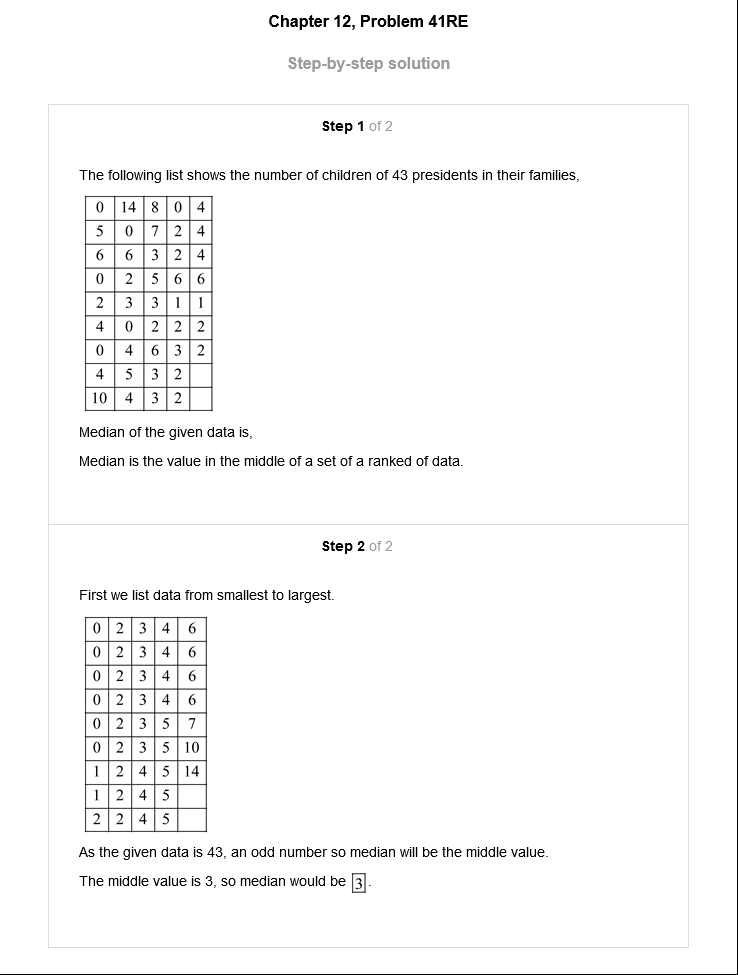 Chapter 12, Problem 41RE
Step-by-step solution
Step 1 of 2
The following list shows the number of children of 43 presidents in their families,
0 14 8 0 4
5 0 7 2 4
6 6 3 2 4
0 2 5 6 6
2 3 3 1 1
4 0 2 2 2
0 4 6 3 2
4 5 3 2
10 4 3 2
Median of the given data is,
Median is the value in the middle of a set of a ranked of data.
Step 2 of 2
First we list data from smallest to largest.
0 2 3 4 6
0 2 3 4 6
0 2 3 4 6
0 2 3 4 6
0 2 3 5 7
0 2 3 5 10
1 2 4 5 14
1 2 4 5
2 2 4 5
As the given data is 43, an odd number so median will be the middle value.
The middle value is 3, so median would be 3.